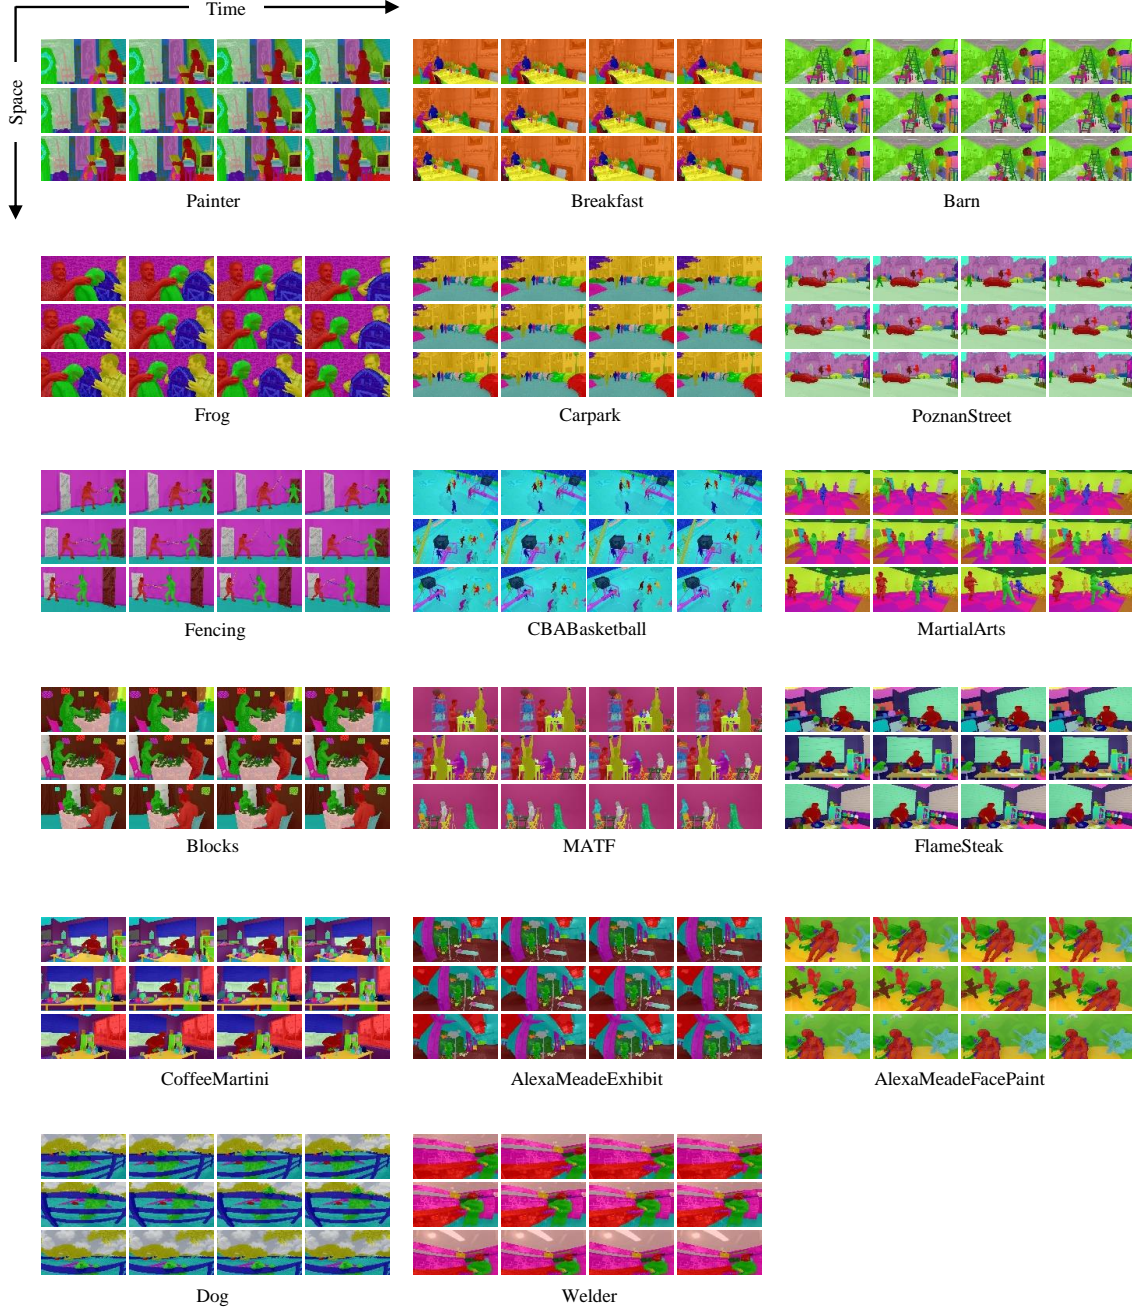 Time
Space
Painter
Breakfast
Barn
Frog
Carpark
PoznanStreet
Fencing
CBABasketball
MartialArts
Blocks
MATF
FlameSteak
CoffeeMartini
AlexaMeadeExhibit
AlexaMeadeFacePaint
Dog
Welder